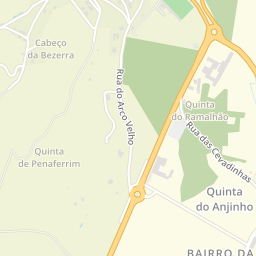 Cabeço
da Bezerra
Rua do Arco Velho
Quinta
do Ramalhão
Rua das Cevadinhas
Quinta
de Penaferrim
Quinta
do Anjinho
BAIRRO DA